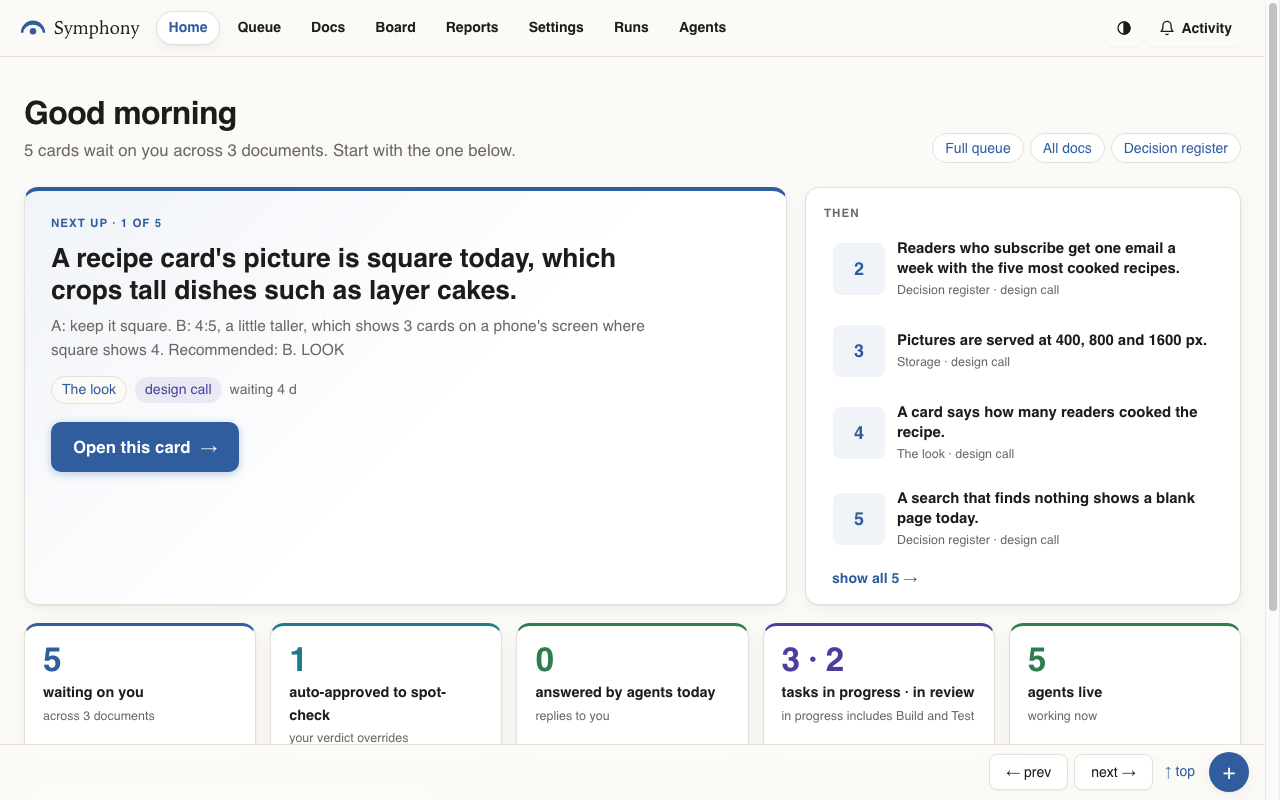 Symphony
Home
Queue
Docs
Board
Reports
Settings
Runs
Agents
Activity
Good morning
5 cards wait on you across 3 documents. Start with the one below.
Full queue
All docs
Decision register
NEXT UP · 1 OF 5
A recipe card's picture is square today, which
crops tall dishes such as layer cakes.
A: keep it square. B: 4:5, a little taller, which shows 3 cards on a phone's screen where
square shows 4. Recommended: B. LOOK
The look
design call
waiting 4 d
Open this card →
THEN
2
Readers who subscribe get one email a
week with the five most cooked recipes.
Decision register · design call
3
Pictures are served at 400, 800 and 1600 px.
Storage · design call
4
A card says how many readers cooked the
recipe.
The look · design call
5
A search that finds nothing shows a blank
page today.
Decision register · design call
show all 5 →
5
waiting on you
across 3 documents
1
auto-approved to spot-
check
your verdict overrides
0
answered by agents today
replies to you
3 · 2
tasks in progress · in review
in progress includes Build and Test
5
agents live
working now
← prev
next →
↑ top
+